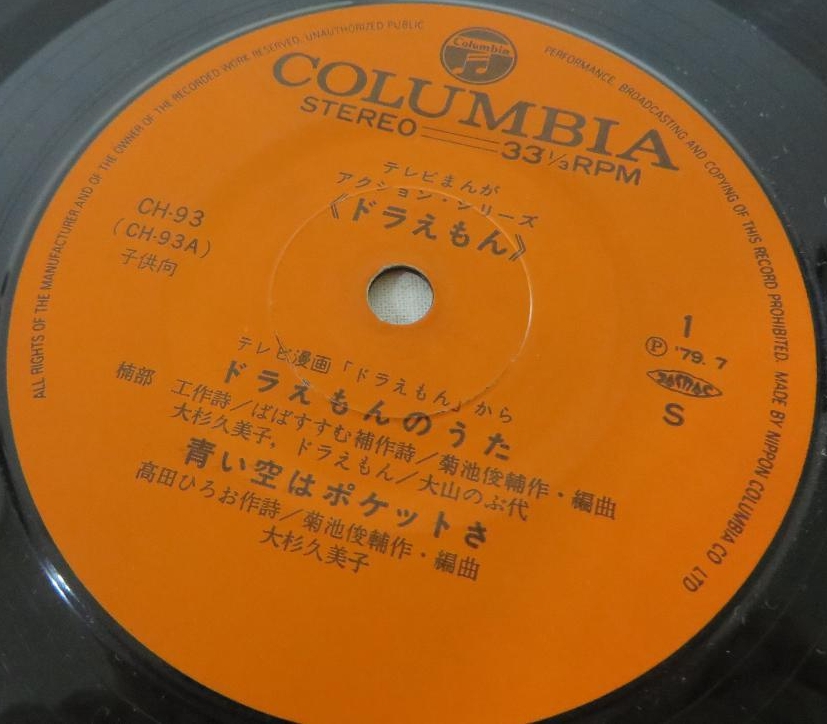 ALL RIGHTS OF THE MANUFACTURER AND OF THE OWNER OF THE RECORDED WORK RESERVED. UNAUTHORIZED PUBLIC PERFORMANCE, BROADCASTING AND COPYING OF THIS RECORD PROHIBITED. MADE BY NIPPON COLUMBIA CO LTD
Columbia
COLUMBIA
STEREO 33 1/3 RPM
テレビまんが
アクション・シリーズ
《ドラえもん》
CH-93
(CH-93A)
子供向
1
Ⓟ '79.7
JASRAC
S
テレビ漫画「ドラえもん」から
ドラえもんのうた
楠部 工作詩/ばばすすむ補作詩/菊池俊輔作・編曲
大杉久美子,ドラえもん/大山のぶ代
青い空はポケットさ
高田ひろお作詩/菊池俊輔作・編曲
大杉久美子